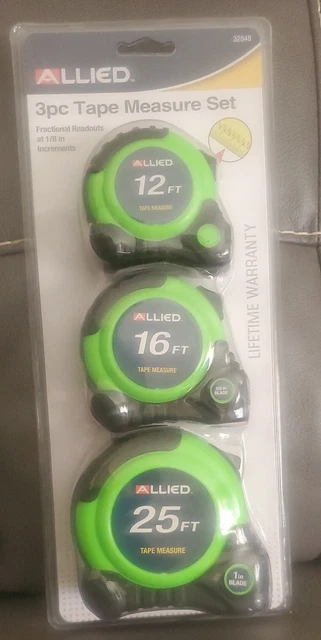 32848
ALLIED
3pc Tape Measure Set
Fractional Readouts
at 1/8 in
Increments
ALLIED
12 FT
TAPE MEASURE
LIFETIME WARRANTY
ALLIED
16 FT
TAPE MEASURE
BLADE
ALLIED
25 FT
TAPE MEASURE
1 in
BLADE